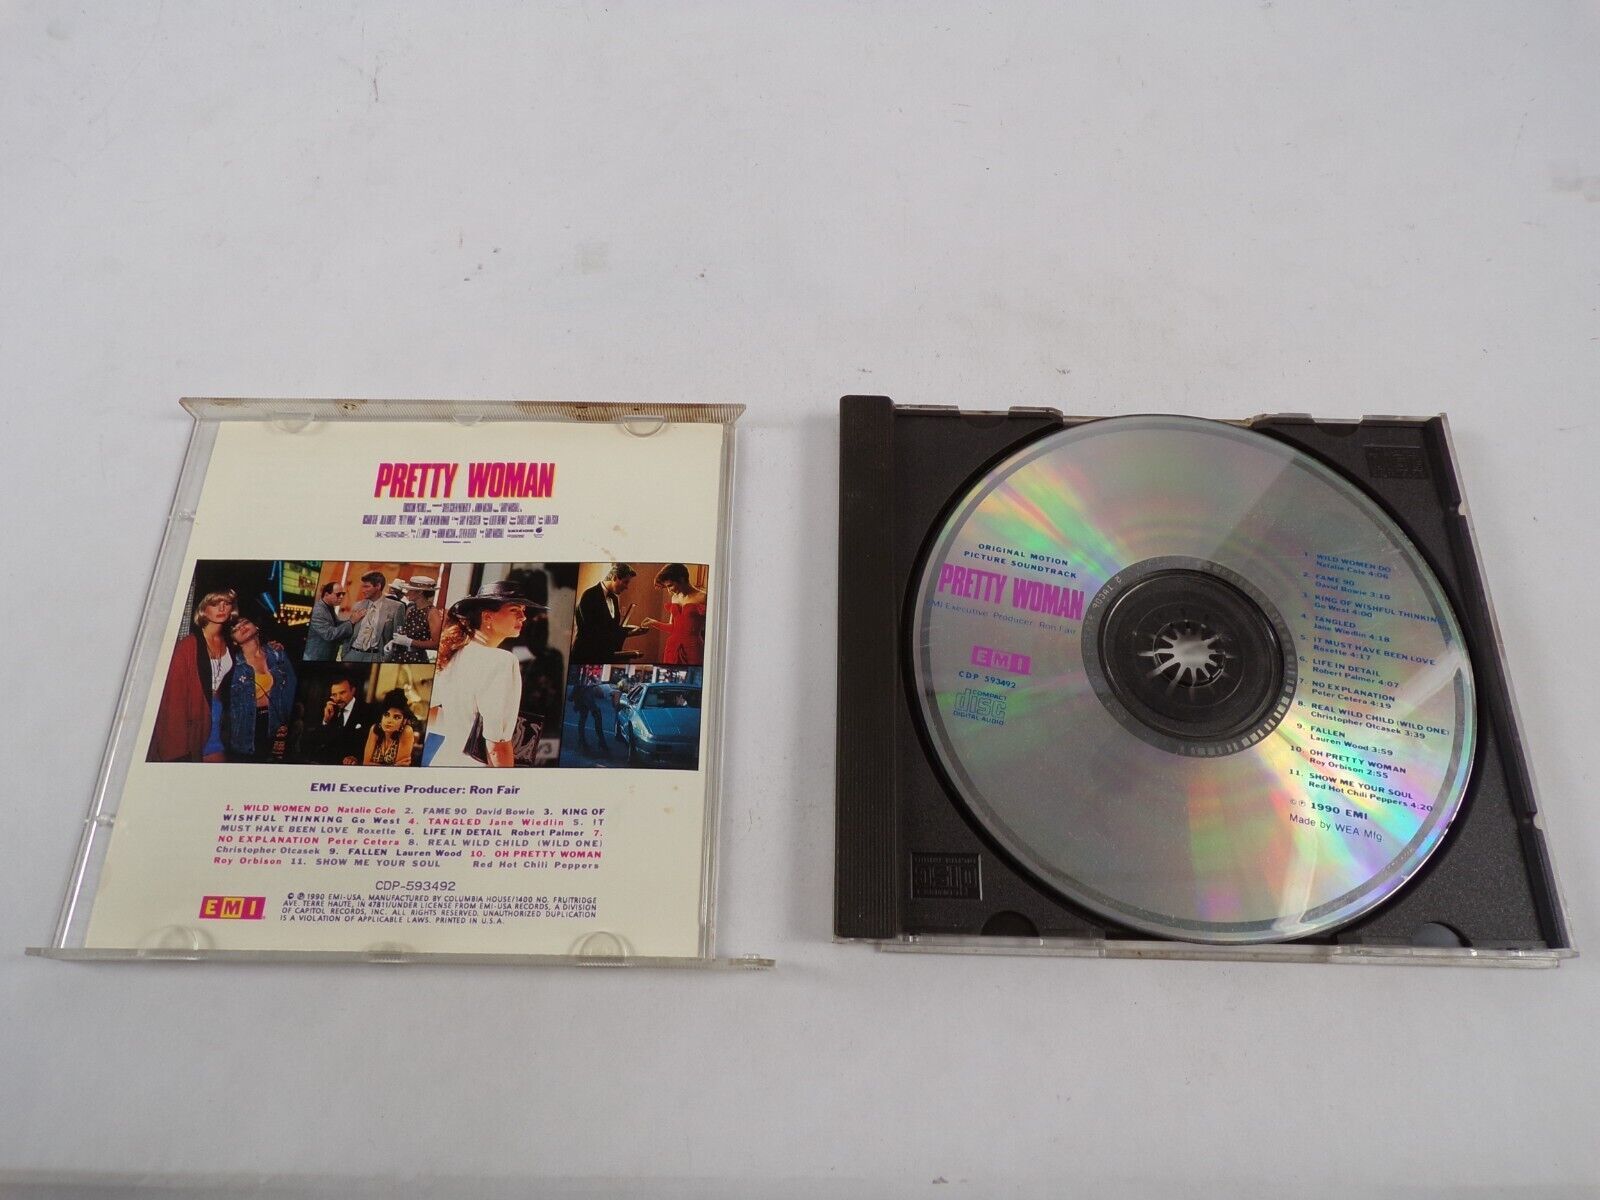 PRETTY WOMAN
EMI Executive Producer: Ron Fair
1. WILD WOMEN DO Natalie Cole 2. FAME 90 David Bowie 3. KING OF
WISHFUL THINKING Go West 4. TANGLED Jane Wiedlin 5. IT
MUST HAVE BEEN LOVE Roxette 6. LIFE IN DETAIL Robert Palmer 7.
NO EXPLANATION Peter Cetera 8. REAL WILD CHILD (WILD ONE)
Christopher Otcasek 9. FALLEN Lauren Wood 10. OH PRETTY WOMAN
Roy Orbison 11. SHOW ME YOUR SOUL Red Hot Chili Peppers
CDP-593492
EMI
© ℗ 1990 EMI-USA, MANUFACTURED BY COLUMBIA HOUSE/1400 NO. FRUITRIDGE
AVE. TERRE HAUTE, IN 47811/UNDER LICENSE FROM EMI-USA RECORDS, A DIVISION
OF CAPITOL RECORDS, INC. ALL RIGHTS RESERVED. UNAUTHORIZED DUPLICATION
IS A VIOLATION OF APPLICABLE LAWS. PRINTED IN U.S.A.
ORIGINAL MOTION
PICTURE SOUNDTRACK
PRETTY WOMAN
EMI Executive Producer: Ron Fair
EMI
CDP 593492
COMPACT
disc
DIGITAL AUDIO
1. WILD WOMEN DO
Natalie Cole 4:06
2. FAME 90
David Bowie 3:10
3. KING OF WISHFUL THINKING
Go West 4:00
4. TANGLED
Jane Wiedlin 4:18
5. IT MUST HAVE BEEN LOVE
Roxette 4:17
6. LIFE IN DETAIL
Robert Palmer 4:07
7. NO EXPLANATION
Peter Cetera 4:19
8. REAL WILD CHILD (WILD ONE)
Christopher Otcasek 3:39
9. FALLEN
Lauren Wood 3:59
10. OH PRETTY WOMAN
Roy Orbison 2:55
11. SHOW ME YOUR SOUL
Red Hot Chili Peppers 4:20
©℗ 1990 EMI
Made by WEA Mfg